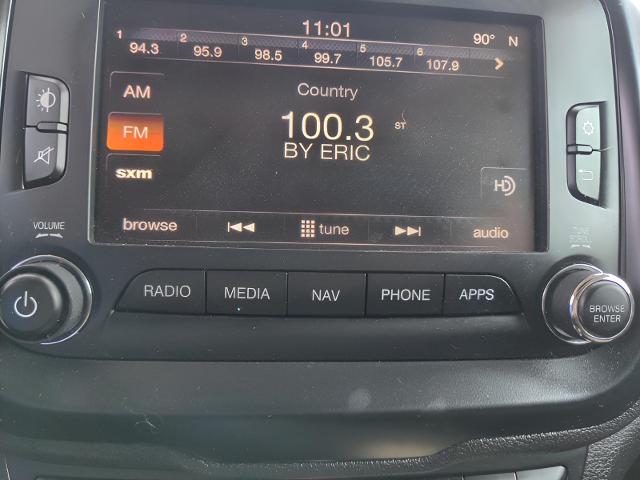 11:01
90° N
1 2 3 4 5 6
94.3 95.9 98.5 99.7 105.7 107.9
AM
Country
FM
100.3 ST
BY ERIC
sxm
HD
browse tune audio
VOLUME
TUNE
SCROLL
RADIO MEDIA NAV PHONE APPS
BROWSE
ENTER